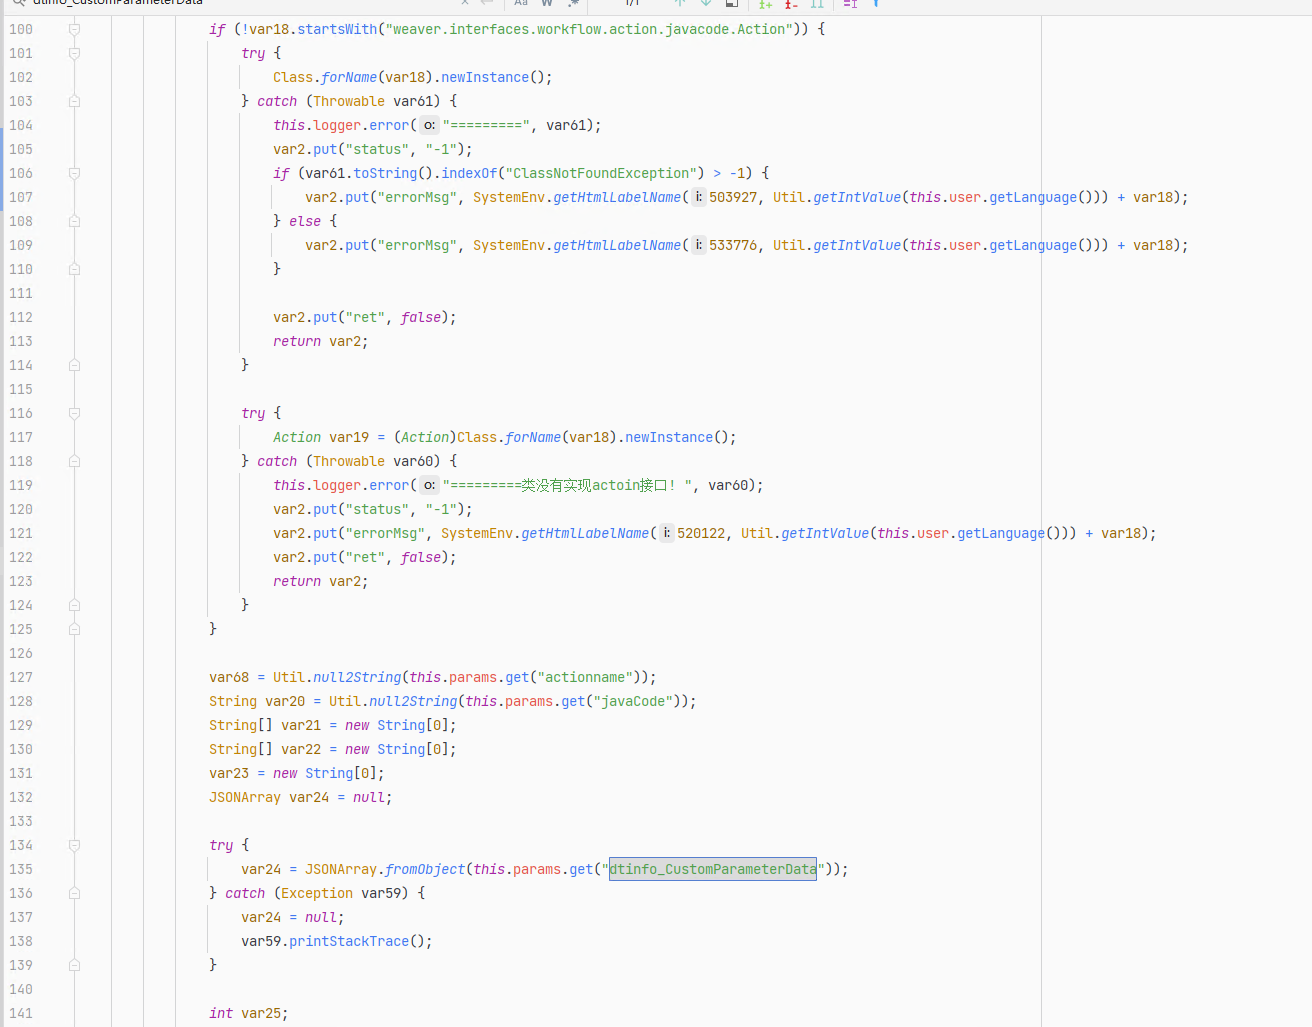 dtinfo_CustomParameterData Aa W .* 1/1
100 if (!var18.startsWith("weaver.interfaces.workflow.action.javacode.Action")) {
101 try {
102 Class.forName(var18).newInstance();
103 } catch (Throwable var61) {
104 this.logger.error( o: "=========", var61);
105 var2.put("status", "-1");
106 if (var61.toString().indexOf("ClassNotFoundException") > -1) {
107 var2.put("errorMsg", SystemEnv.getHtmlLabelName( i: 503927, Util.getIntValue(this.user.getLanguage())) + var18);
108 } else {
109 var2.put("errorMsg", SystemEnv.getHtmlLabelName( i: 533776, Util.getIntValue(this.user.getLanguage())) + var18);
110 }
111
112 var2.put("ret", false);
113 return var2;
114 }
115
116 try {
117 Action var19 = (Action)Class.forName(var18).newInstance();
118 } catch (Throwable var60) {
119 this.logger.error( o: "=========类没有实现actoin接口! ", var60);
120 var2.put("status", "-1");
121 var2.put("errorMsg", SystemEnv.getHtmlLabelName( i: 520122, Util.getIntValue(this.user.getLanguage())) + var18);
122 var2.put("ret", false);
123 return var2;
124 }
125 }
126
127 var68 = Util.null2String(this.params.get("actionname"));
128 String var20 = Util.null2String(this.params.get("javaCode"));
129 String[] var21 = new String[0];
130 String[] var22 = new String[0];
131 var23 = new String[0];
132 JSONArray var24 = null;
133
134 try {
135 var24 = JSONArray.fromObject(this.params.get("dtinfo_CustomParameterData"));
136 } catch (Exception var59) {
137 var24 = null;
138 var59.printStackTrace();
139 }
140
141 int var25;